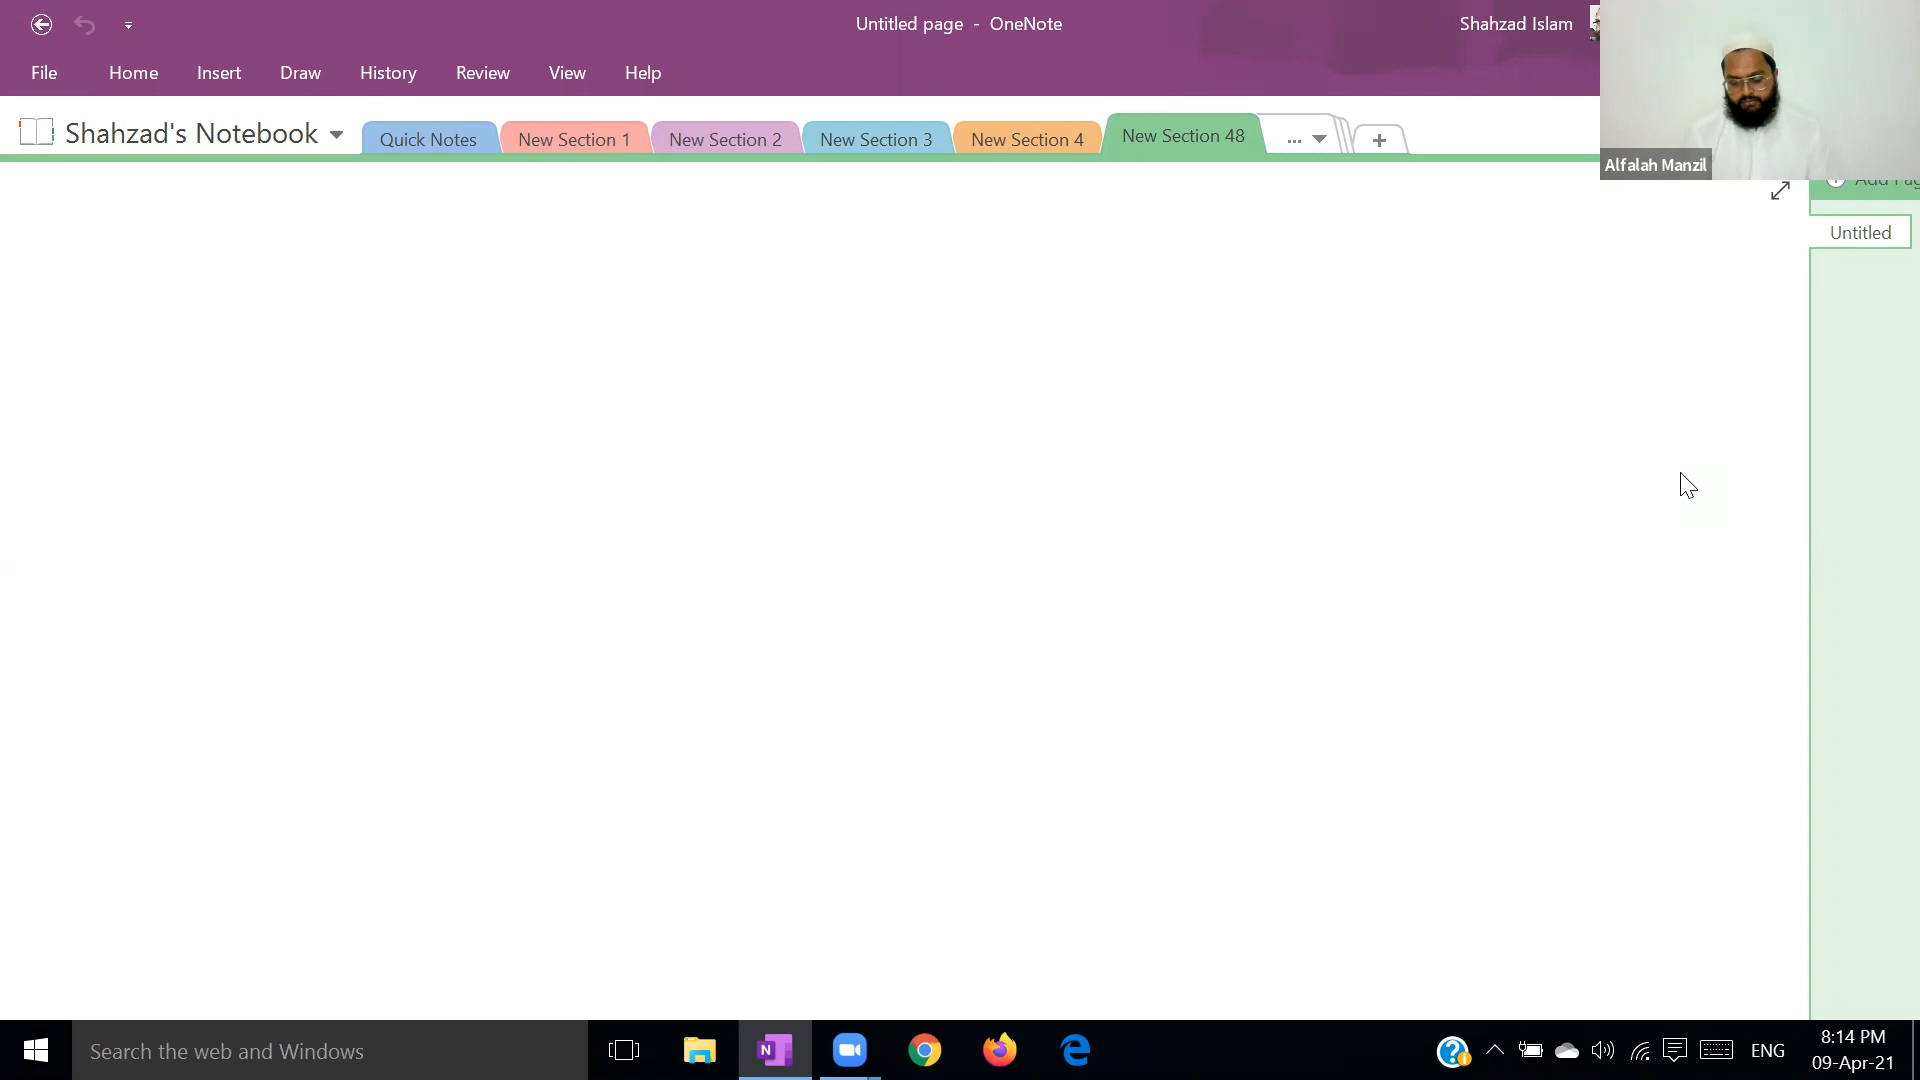 Untitled page - OneNote
Shahzad Islam
File Home Insert Draw History Review View Help
Shahzad's Notebook
Quick Notes
New Section 1
New Section 2
New Section 3
New Section 4
New Section 48
...
Alfalah Manzil
Untitled
Search the web and Windows
ENG
8:14 PM
09-Apr-21